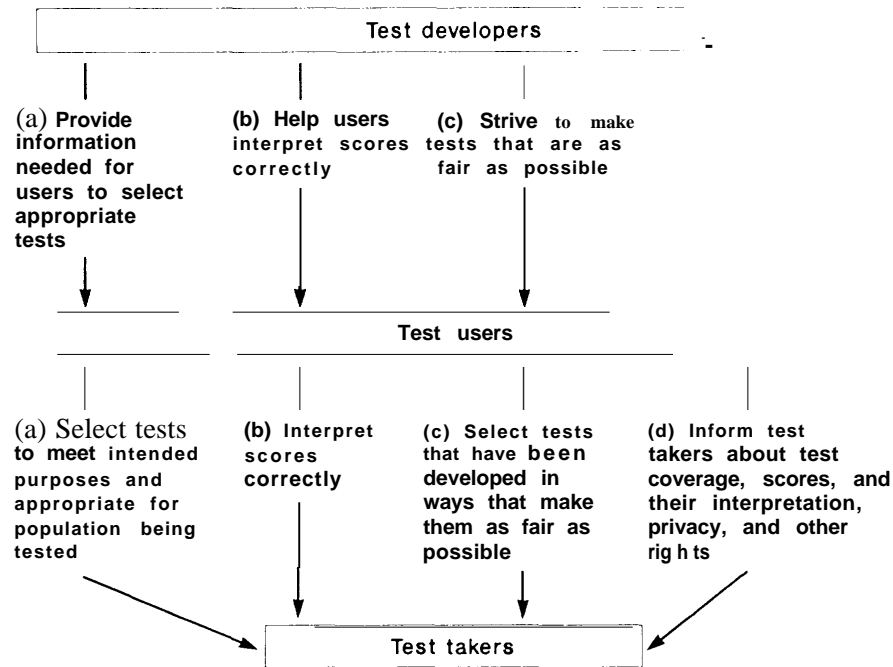 Test developers
(a) Provide
information
needed for
users to select
appropriate
tests
(b) Help users
interpret scores
correctly
(c) Strive to make
tests that are as
fair as possible
Test users
(a) Select tests
to meet intended
purposes and
appropriate for
population being
tested
(b) Interpret
scores
correctly
(c) Select tests
that have been
developed in
ways that make
them as fair as
possible
(d) Inform test
takers about test
coverage, scores, and
their interpretation,
privacy, and other
rights
Test takers